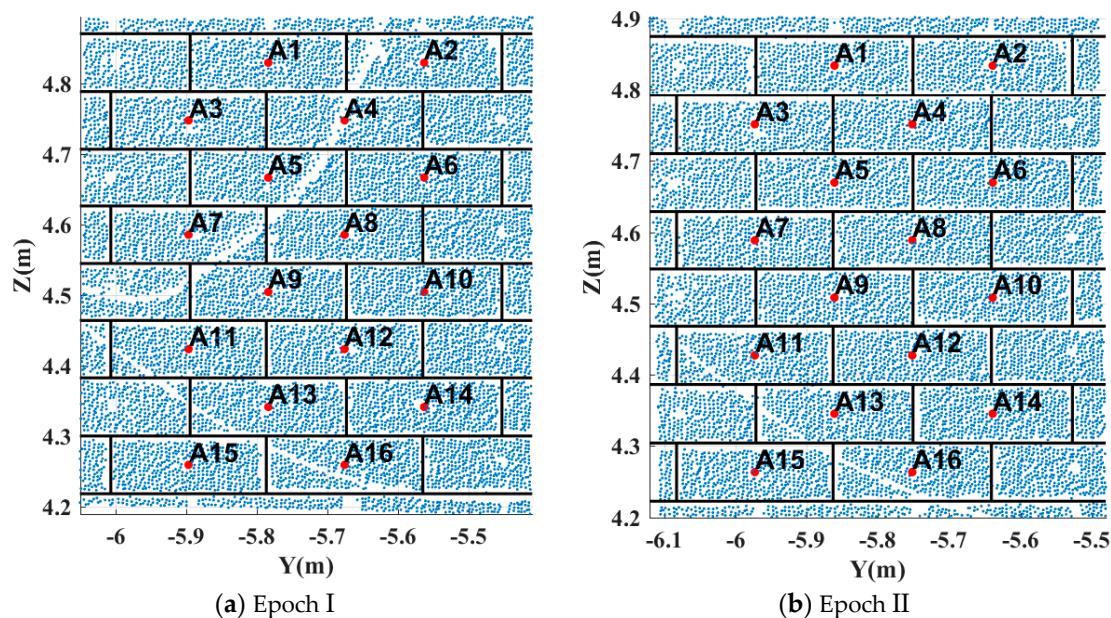 4.9
A1 A2 A1 A2
4.8 4.8
A3 A4 A3 A4
4.7 4.7
A5 A6 A5 A6
4.6 4.6
A7 A8 A7 A8
Z(m) Z(m)
4.5 4.5
A9 A10 A9 A10
4.4 4.4
A11 A12 A11 A12
A13 A14 A13 A14
4.3 4.3
A15 A16 A15 A16
4.2 4.2
-6 -5.9 -5.8 -5.7 -5.6 -5.5 -6.1 -6 -5.9 -5.8 -5.7 -5.6 -5.5
Y(m) Y(m)
(a) Epoch I (b) Epoch II